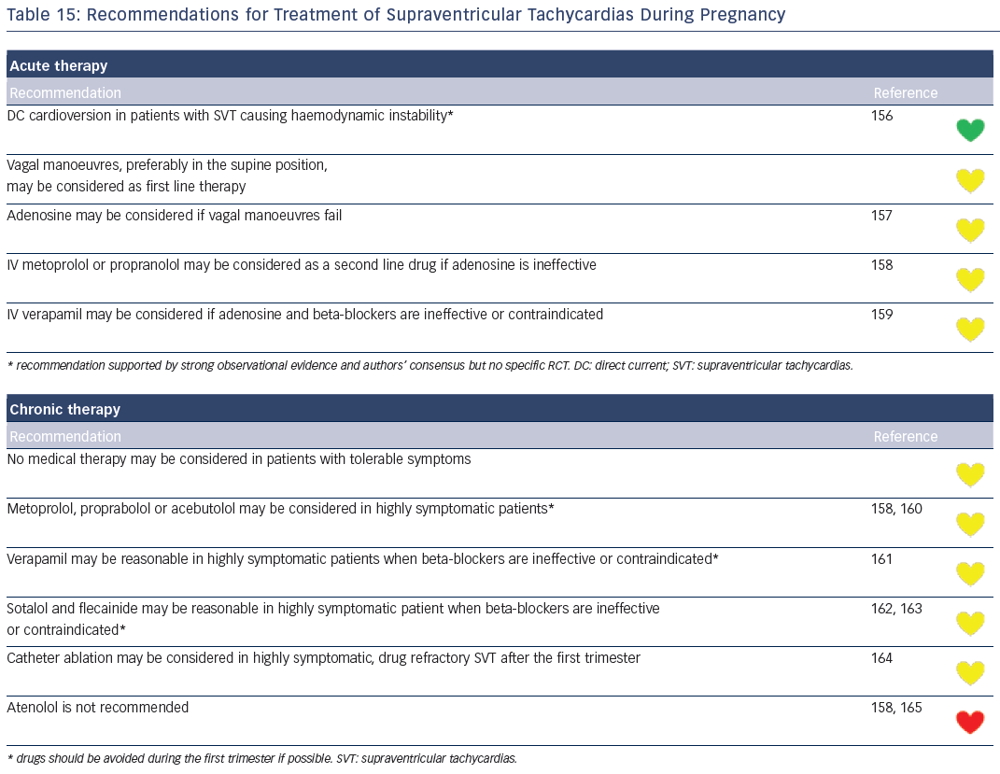 Table 15: Recommendations for Treatment of Supraventricular Tachycardias During Pregnancy
Acute therapy
Recommendation Reference
DC cardioversion in patients with SVT causing haemodynamic instability* 156
Vagal manoeuvres, preferably in the supine position,
may be considered as first line therapy
Adenosine may be considered if vagal manoeuvres fail 157
IV metoprolol or propranolol may be considered as a second line drug if adenosine is ineffective 158
IV verapamil may be considered if adenosine and beta-blockers are ineffective or contraindicated 159
* recommendation supported by strong observational evidence and authors' consensus but no specific RCT. DC: direct current; SVT: supraventricular tachycardias.
Chronic therapy
Recommendation Reference
No medical therapy may be considered in patients with tolerable symptoms
Metoprolol, proprabolol or acebutolol may be considered in highly symptomatic patients* 158, 160
Verapamil may be reasonable in highly symptomatic patients when beta-blockers are ineffective or contraindicated* 161
Sotalol and flecainide may be reasonable in highly symptomatic patient when beta-blockers are ineffective 162, 163
or contraindicated*
Catheter ablation may be considered in highly symptomatic, drug refractory SVT after the first trimester 164
Atenolol is not recommended 158, 165
* drugs should be avoided during the first trimester if possible. SVT: supraventricular tachycardias.